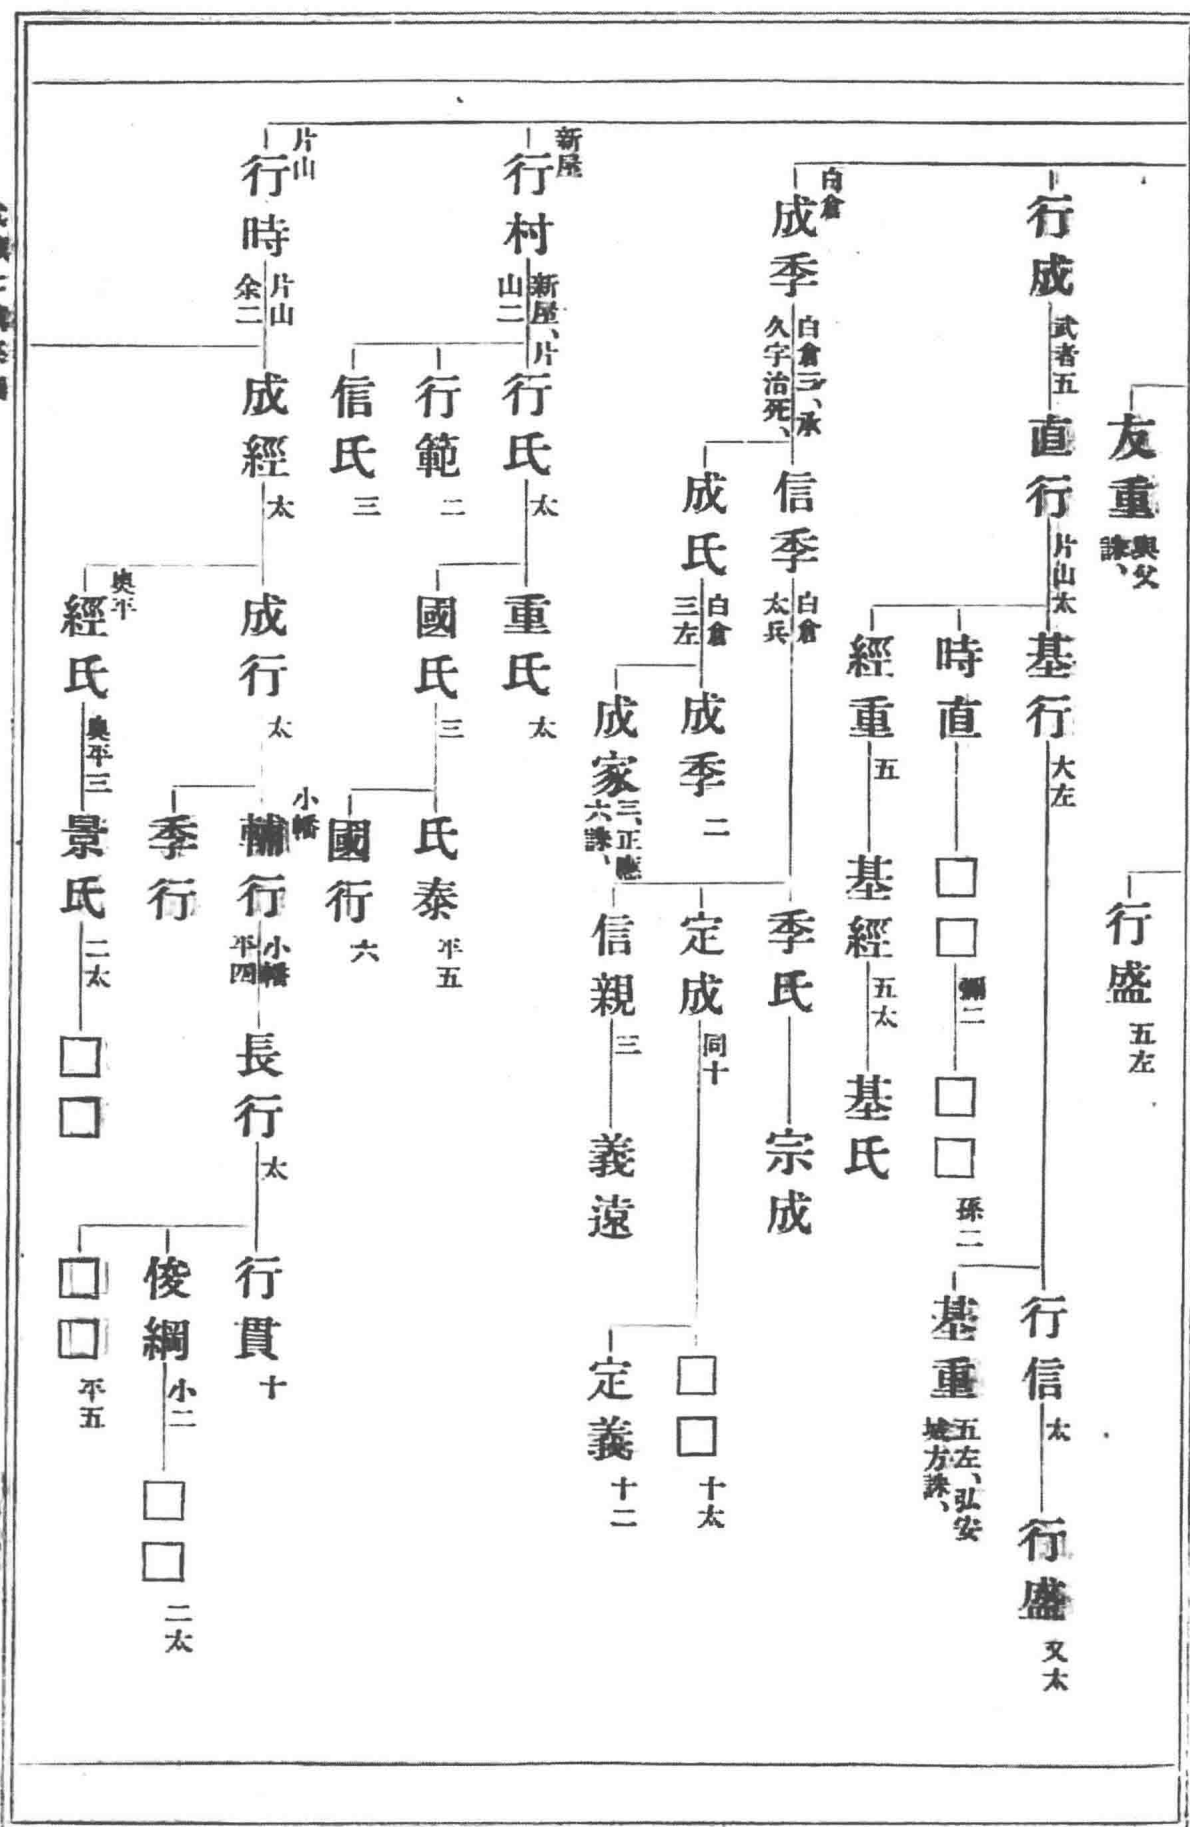 友重 與父誅、
行盛 五左
行成 武者五
直行 片山太
基行 大左
行信 太
行盛 又太
基重 五左、弘安城方誅、
時直
□□ 彌二
□□ 孫二
經重 五
基經 五太
基氏
白倉
成季 白倉三、承久宇治死、
信季 白倉太兵
季氏
宗成
定成 同十
□□ 十太
定義 十二
信親 三
義遠
成氏 白倉三左
成季 二
成家 三、正應六誅、
新屋
行村 新屋、片山二
行氏 太
重氏 太
國氏 三
氏泰 平五
國行 六
行範 二
信氏 三
片山
行時 片山余二
成經 太
成行 太
小幡
輔行 小幡平四
長行 太
行貫 十
俊綱 小二
□□ 二太
□□ 平五
季行
奥平
經氏 奥平三
景氏 二太
□□